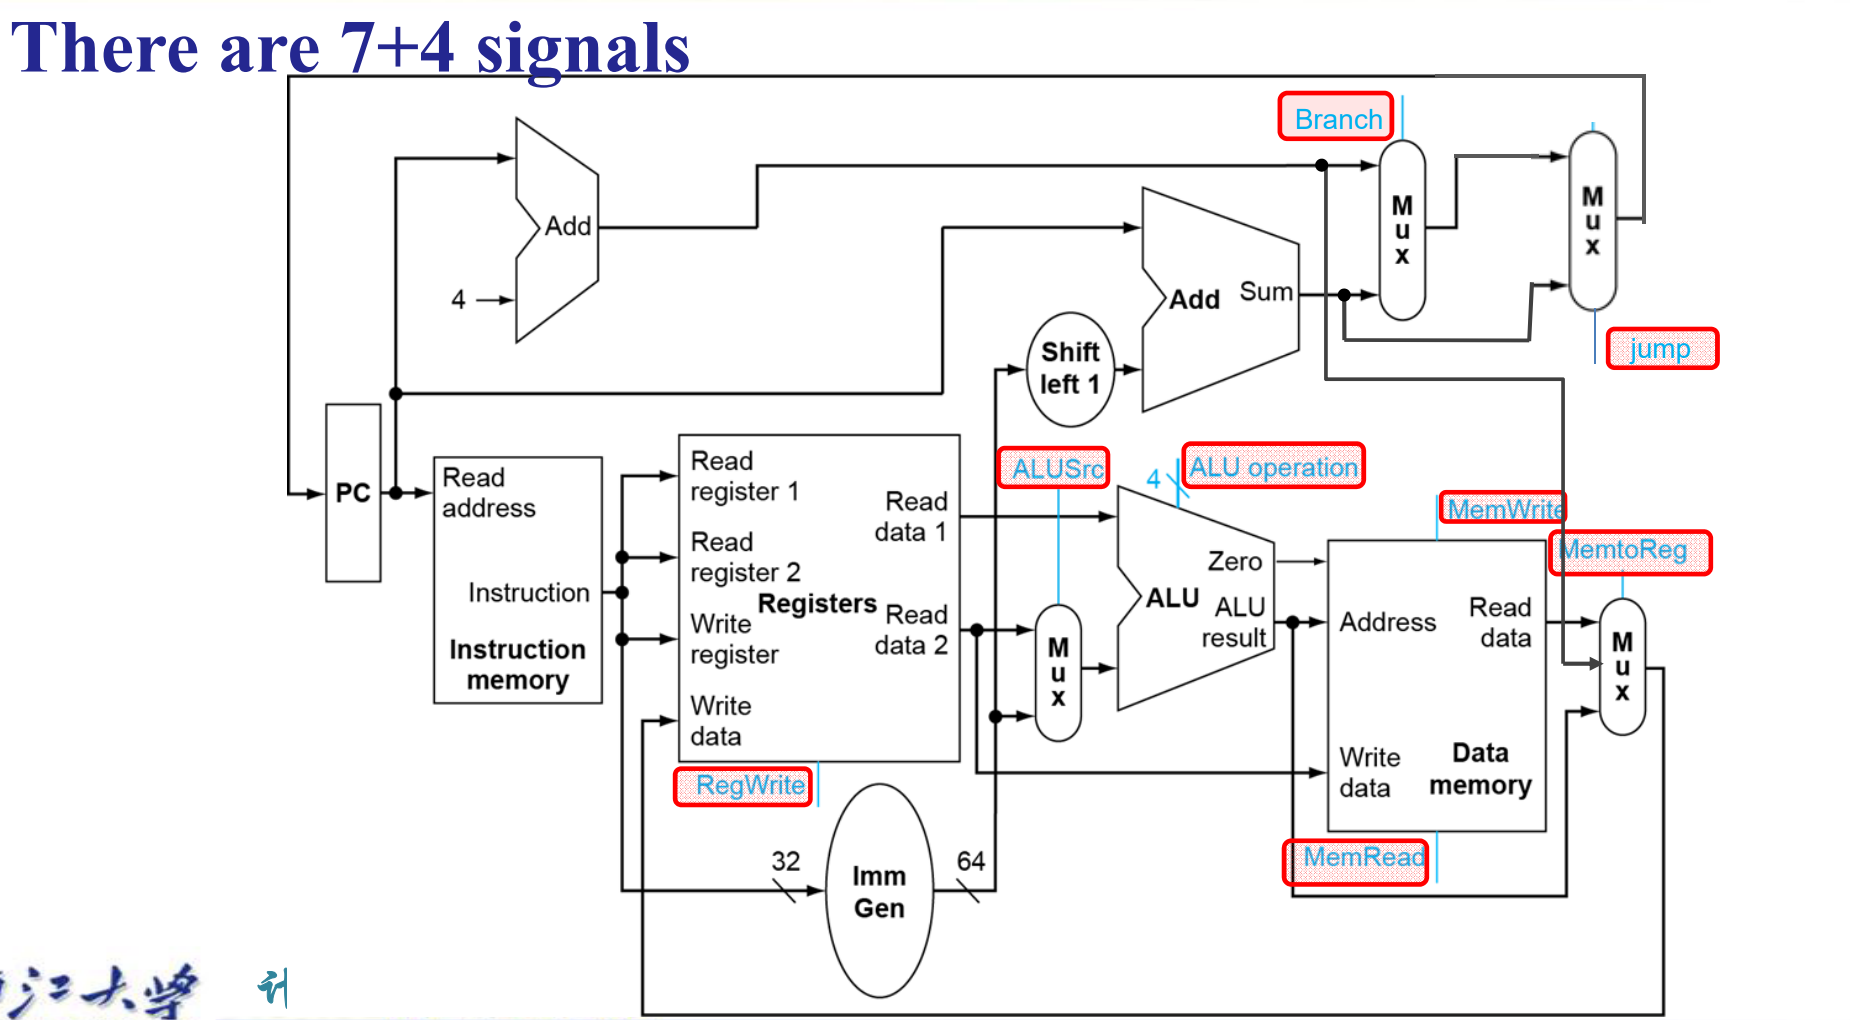 There are 7+4 signals
Branch
M
u
x
M
u
x
Add
4
Add
Sum
Shift
left 1
jump
PC
Read
address
Instruction
Instruction
memory
Read
register 1
Read
register 2
Write
register
Write
data
Registers
Read
data 1
Read
data 2
RegWrite
ALUSrc
4
ALU operation
M
u
x
Zero
ALU
ALU
result
MemWrite
MemtoReg
Address
Read
data
Write
data
Data
memory
M
u
x
MemRead
32
Imm
Gen
64
江大学